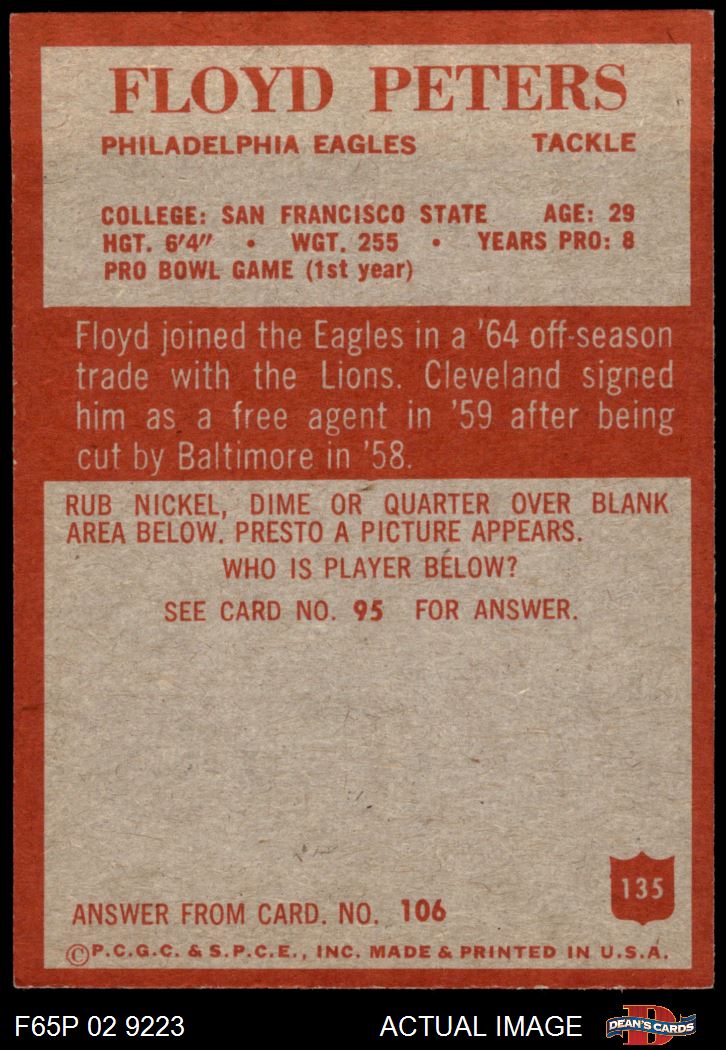 FLOYD PETERS
PHILADELPHIA EAGLES TACKLE
COLLEGE: SAN FRANCISCO STATE AGE: 29
HGT. 6'4" • WGT. 255 • YEARS PRO: 8
PRO BOWL GAME (1st year)
Floyd joined the Eagles in a '64 off-season
trade with the Lions. Cleveland signed
him as a free agent in '59 after being
cut by Baltimore in '58.
RUB NICKEL, DIME OR QUARTER OVER BLANK
AREA BELOW. PRESTO A PICTURE APPEARS.
WHO IS PLAYER BELOW?
SEE CARD NO. 95 FOR ANSWER.
135
ANSWER FROM CARD. NO. 106
©P.C.G.C. & S.P.C.E., INC. MADE & PRINTED IN U.S.A.
F65P 02 9223 ACTUAL IMAGE D DEAN'S CARDS